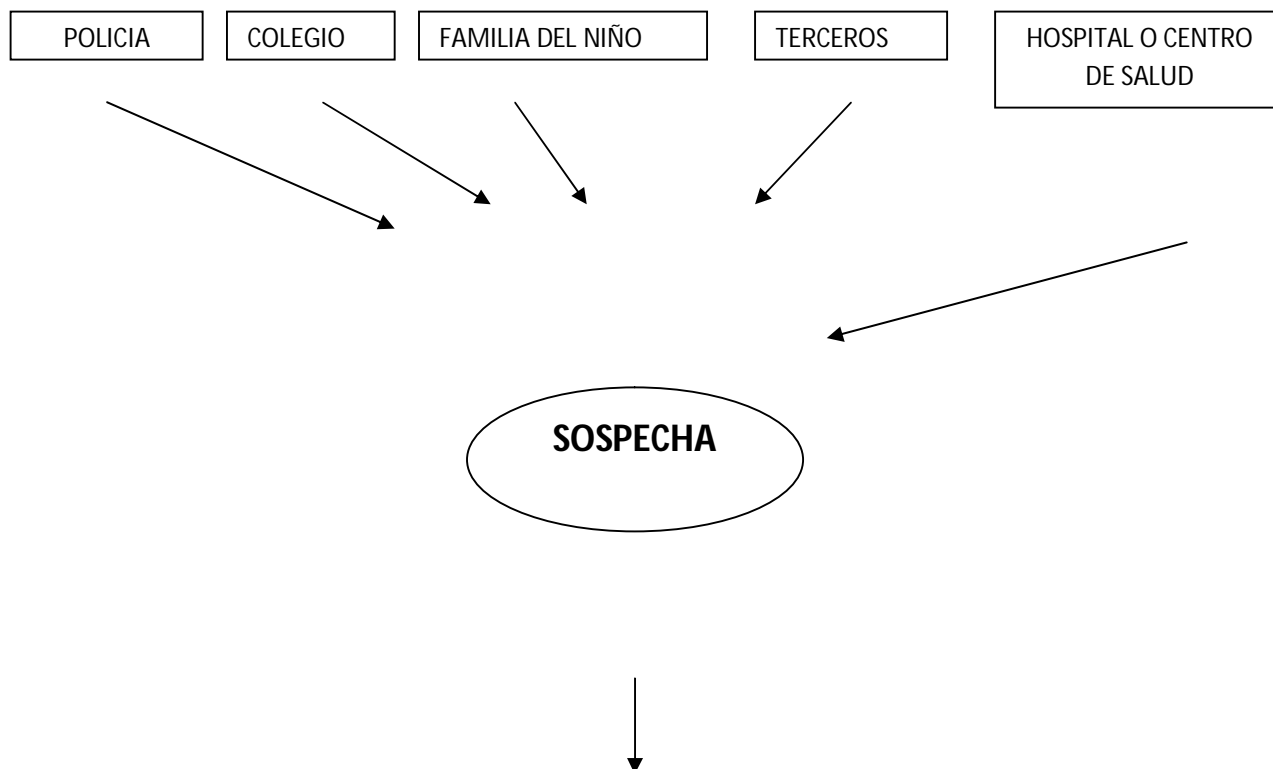 POLICIA
COLEGIO
FAMILIA DEL NIÑO
TERCEROS
HOSPITAL O CENTRO
DE SALUD
SOSPECHA